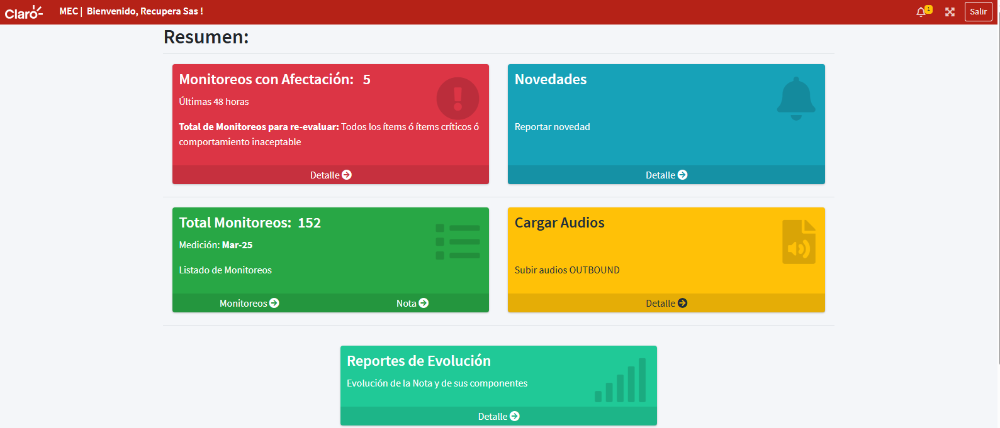 Claro
MEC | Bienvenido, Recupera Sas !
1
Salir
Resumen:
Monitoreos con Afectación: 5
Últimas 48 horas
Total de Monitoreos para re-evaluar: Todos los ítems ó ítems críticos ó
comportamiento inaceptable
Detalle
Novedades
Reportar novedad
Detalle
Total Monitoreos: 152
Medición: Mar-25
Listado de Monitoreos
Monitoreos
Nota
Cargar Audios
Subir audios OUTBOUND
Detalle
Reportes de Evolución
Evolución de la Nota y de sus componentes
Detalle